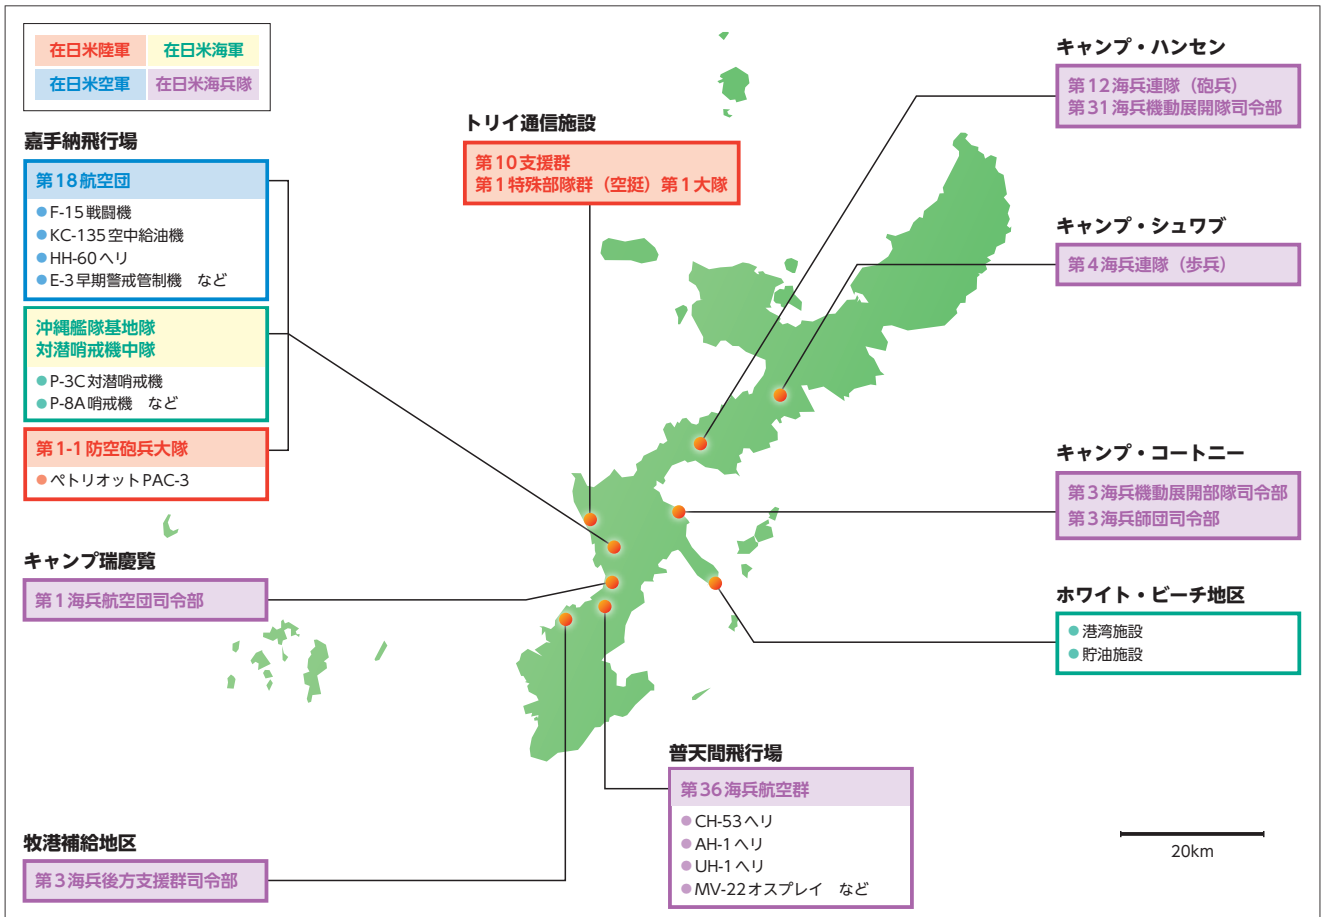 在日米陸軍
在日米海軍
在日米空軍
在日米海兵隊
嘉手納飛行場
第18航空団
●F-15戦闘機
●KC-135空中給油機
●HH-60ヘリ
●E-3早期警戒管制機　など
沖縄艦隊基地隊
対潜哨戒機中隊
●P-3C対潜哨戒機
●P-8A哨戒機　など
第1-1防空砲兵大隊
●ペトリオットPAC-3
キャンプ瑞慶覧
第1海兵航空団司令部
牧港補給地区
第3海兵後方支援群司令部
トリイ通信施設
第10支援群
第1特殊部隊群（空挺）第1大隊
普天間飛行場
第36海兵航空群
●CH-53ヘリ
●AH-1ヘリ
●UH-1ヘリ
●MV-22オスプレイ　など
キャンプ・ハンセン
第12海兵連隊（砲兵）
第31海兵機動展開隊司令部
キャンプ・シュワブ
第4海兵連隊（歩兵）
キャンプ・コートニー
第3海兵機動展開部隊司令部
第3海兵師団司令部
ホワイト・ビーチ地区
●港湾施設
●貯油施設
20km